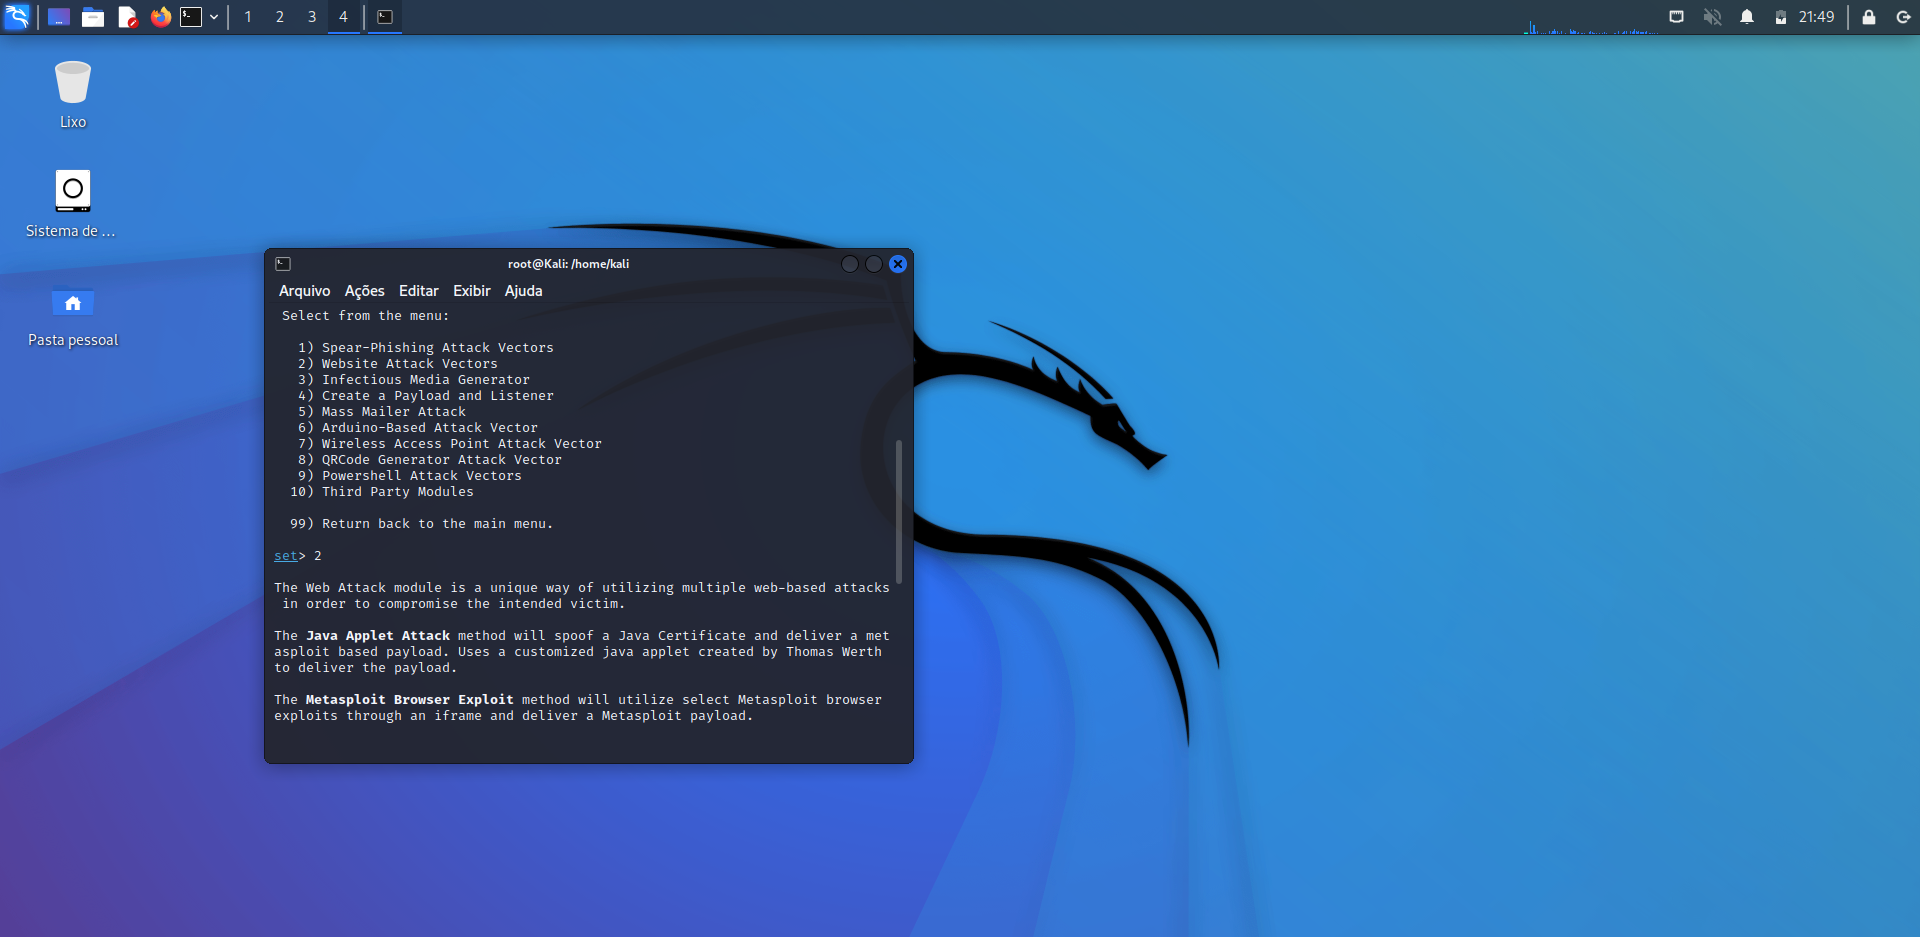 1 2 3 4 21:49
Lixo
Sistema de ...
Pasta pessoal
root@Kali: /home/kali
Arquivo Ações Editar Exibir Ajuda
Select from the menu:
1) Spear-Phishing Attack Vectors
2) Website Attack Vectors
3) Infectious Media Generator
4) Create a Payload and Listener
5) Mass Mailer Attack
6) Arduino-Based Attack Vector
7) Wireless Access Point Attack Vector
8) QRCode Generator Attack Vector
9) Powershell Attack Vectors
10) Third Party Modules
99) Return back to the main menu.
set> 2
The Web Attack module is a unique way of utilizing multiple web-based attacks
in order to compromise the intended victim.
The Java Applet Attack method will spoof a Java Certificate and deliver a met
asploit based payload. Uses a customized java applet created by Thomas Werth
to deliver the payload.
The Metasploit Browser Exploit method will utilize select Metasploit browser
exploits through an iframe and deliver a Metasploit payload.